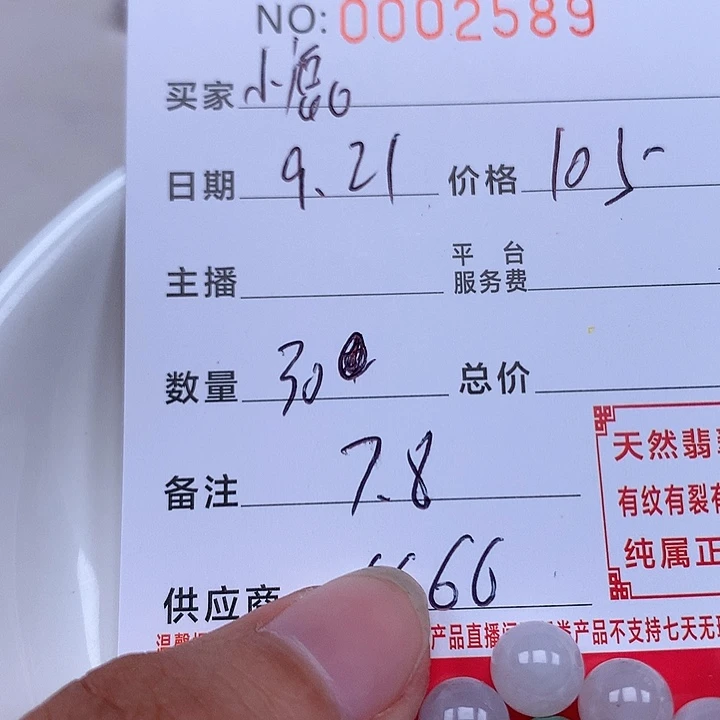 NO: 0002589
买家
日期 9.21 价格 105-
主播 平台服务费
数量 30 总价
备注 7.8
供应商 66
天然翡
有纹有裂有
纯属正
产品直播 产品不支持七天无